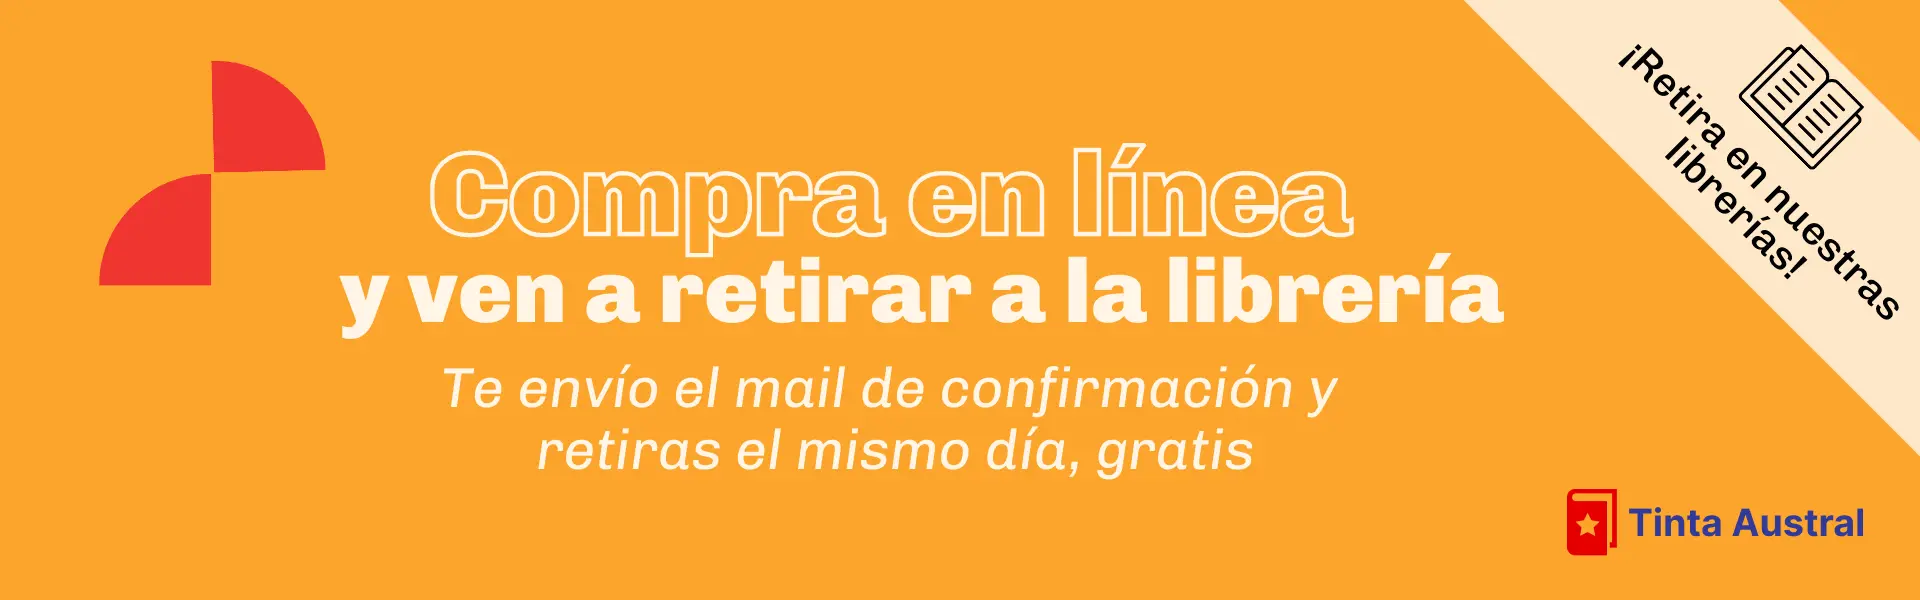 Compra en línea
y ven a retirar a la librería
Te envío el mail de confirmación y
retiras el mismo día, gratis
¡Retira en nuestras
librerías!
Tinta Austral